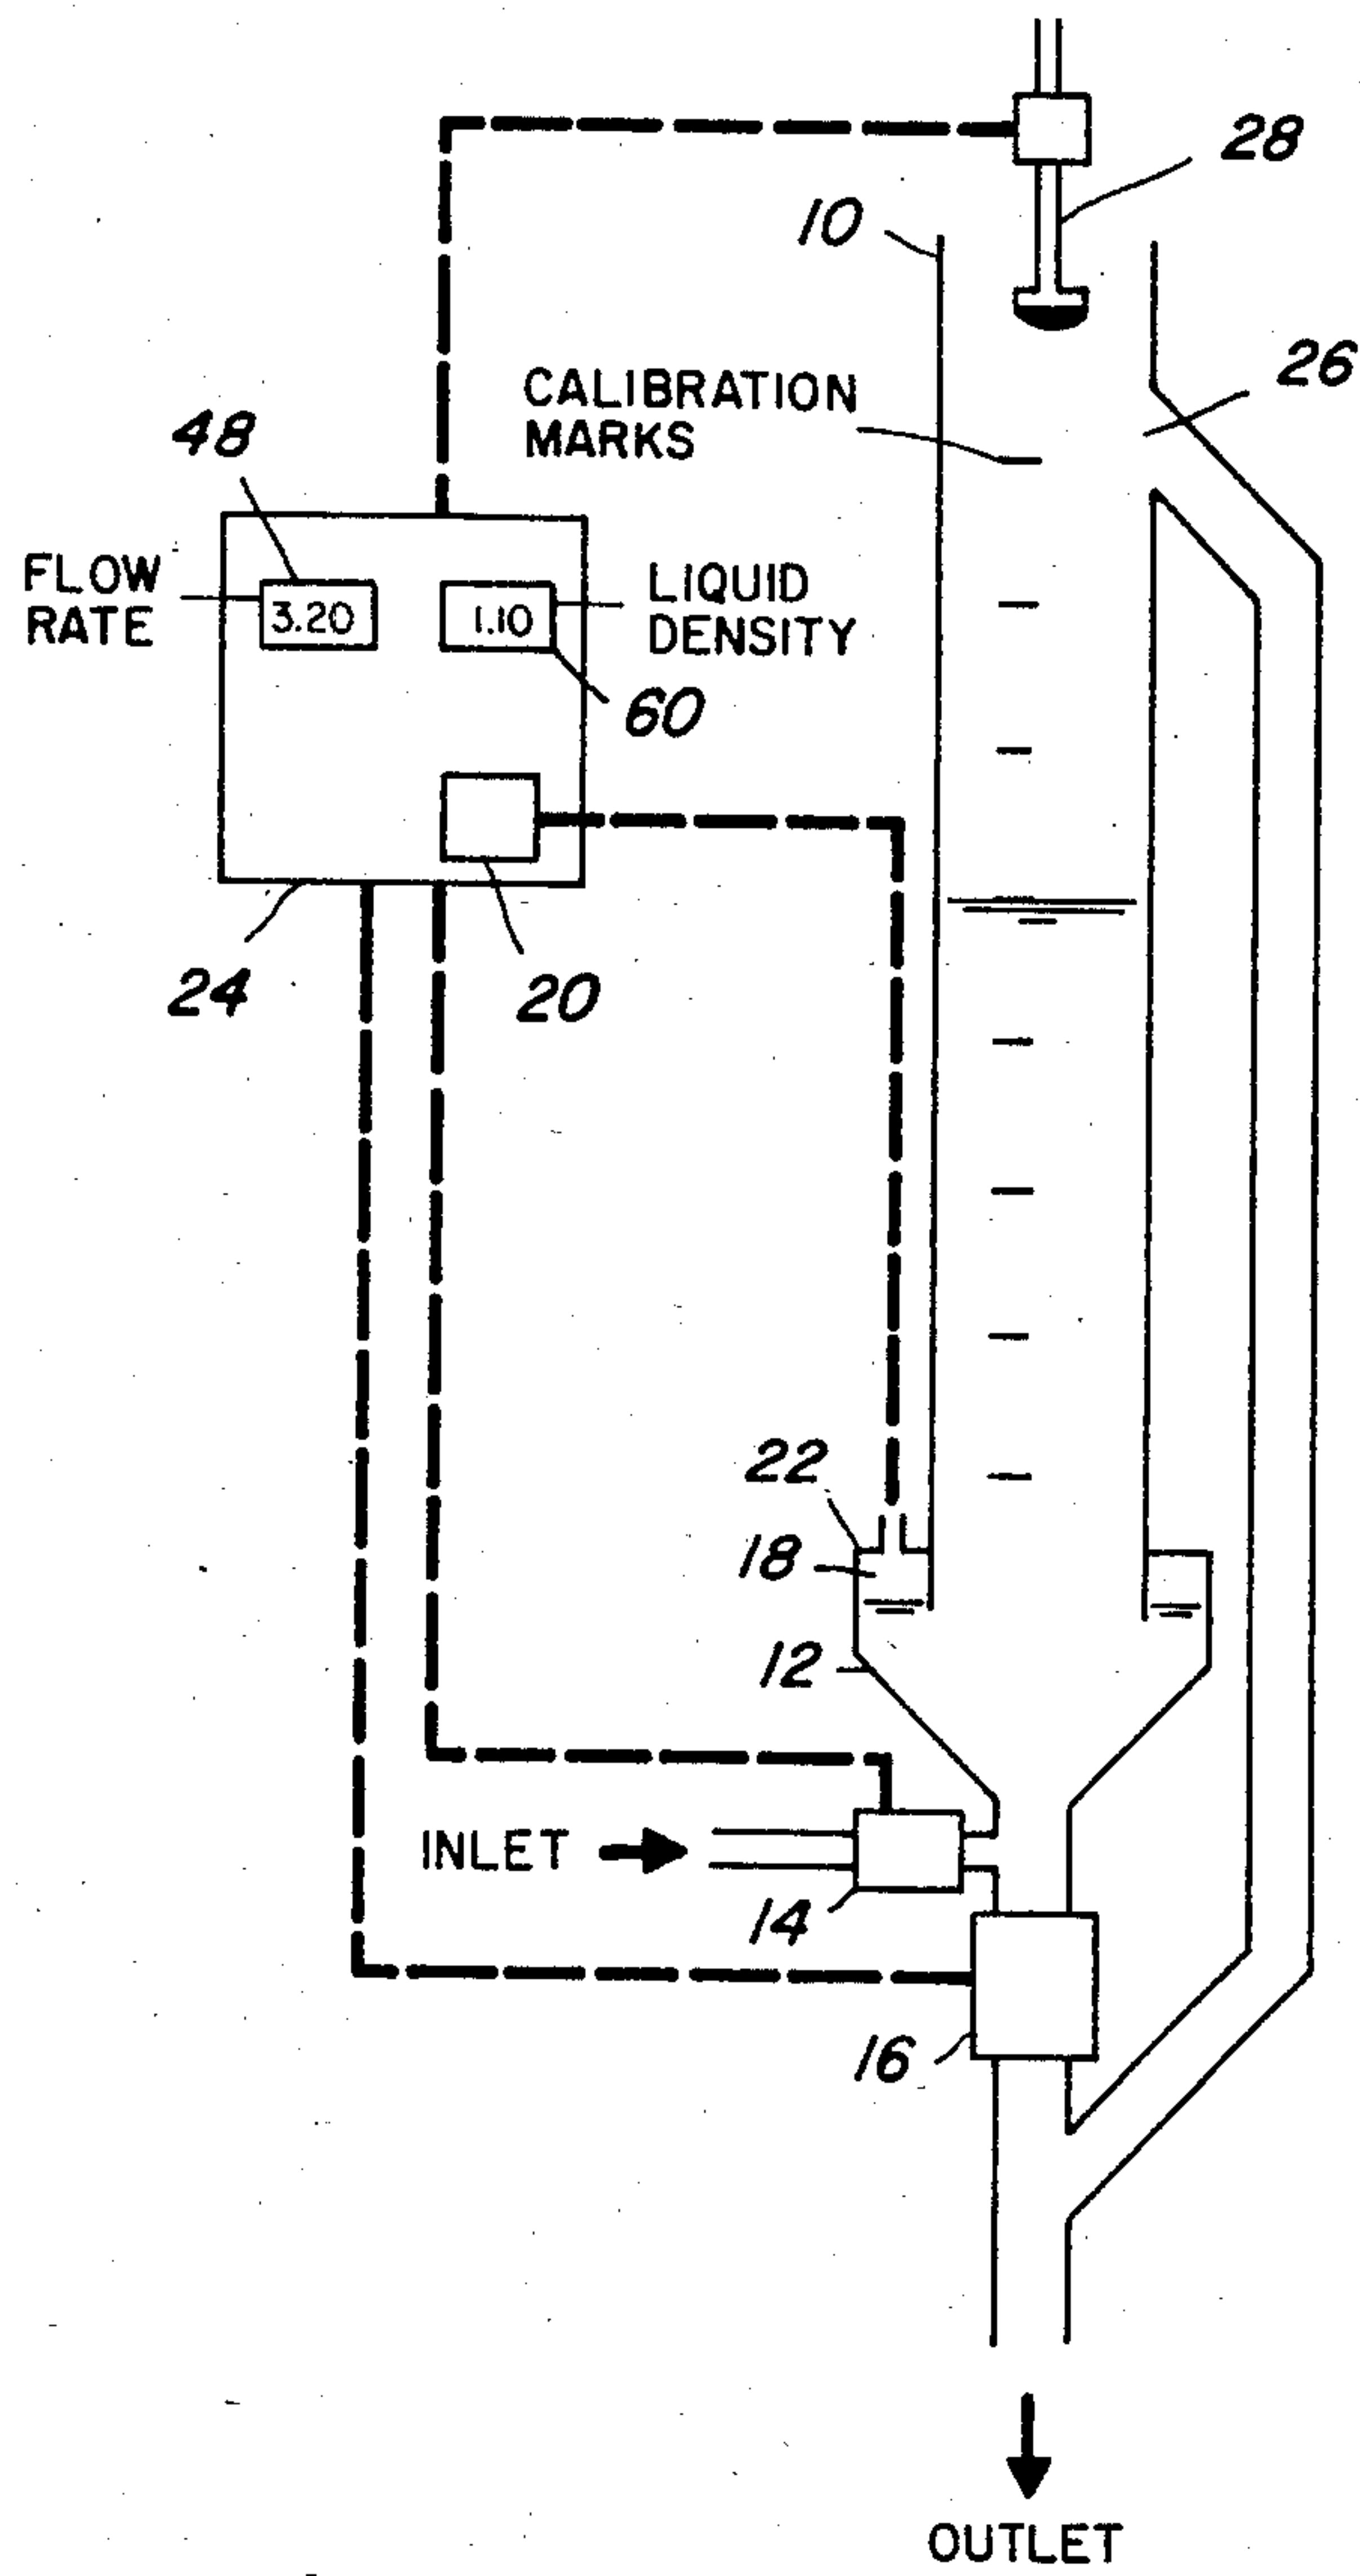 28
10
26
CALIBRATION
MARKS
48
FLOW
RATE
3.20
1.10
LIQUID
DENSITY
60
24
20
22
18
12
INLET
14
16
OUTLET